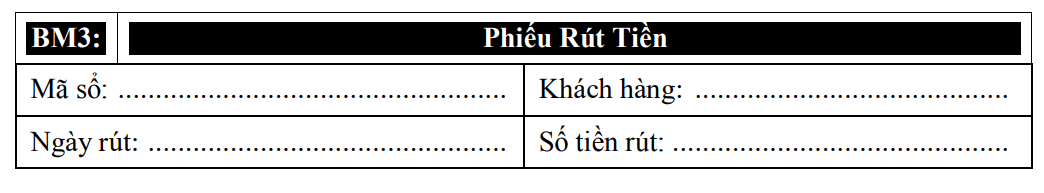 BM3: Phiếu Rút Tiền
Mã sổ: .................................................... Khách hàng: ..........................................
Ngày rút: ................................................ Số tiền rút: .............................................